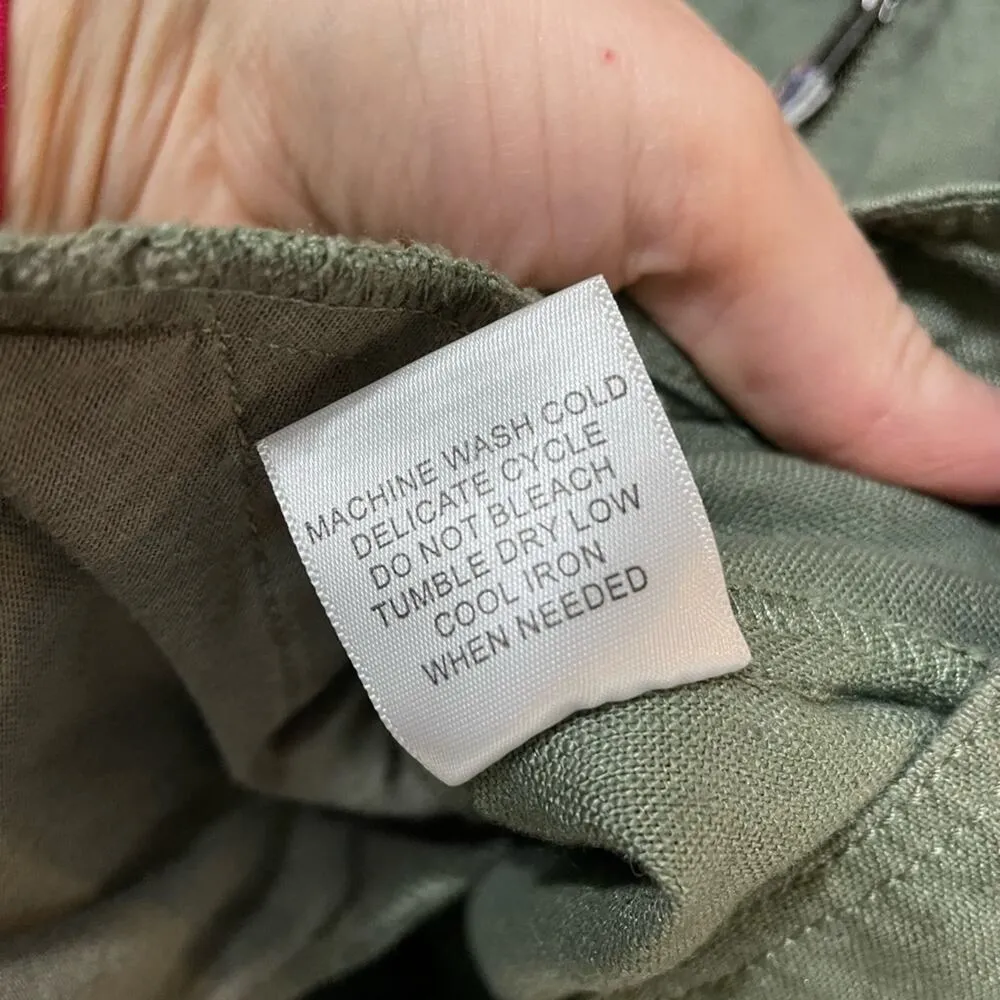 MACHINE WASH COLD
DELICATE CYCLE
DO NOT BLEACH
TUMBLE DRY LOW
COOL IRON
WHEN NEEDED